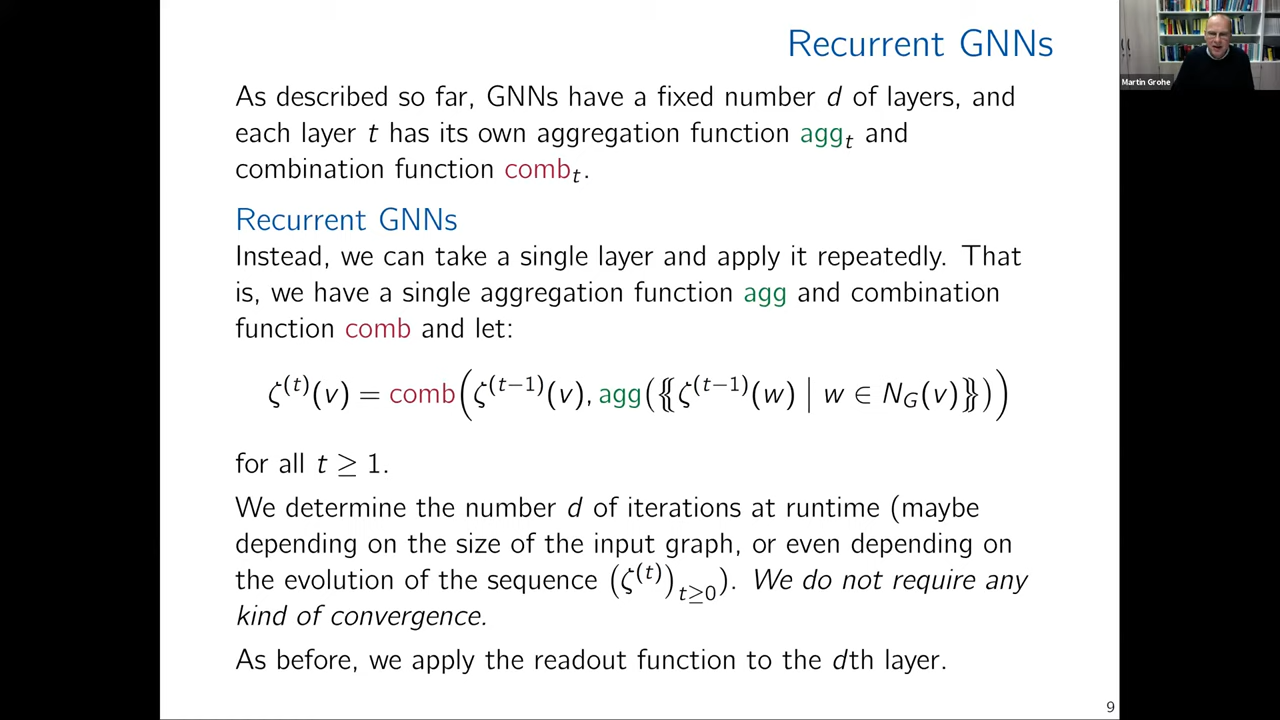 Recurrent GNNs
Martin Grohe
As described so far, GNNs have a fixed number d of layers, and
each layer t has its own aggregation function agg_t and
combination function comb_t.
Recurrent GNNs
Instead, we can take a single layer and apply it repeatedly. That
is, we have a single aggregation function agg and combination
function comb and let:
ζ^(t)(v) = comb(ζ^(t−1)(v), agg({{ζ^(t−1)(w) | w ∈ N_G(v)}}))
for all t ≥ 1.
We determine the number d of iterations at runtime (maybe
depending on the size of the input graph, or even depending on
the evolution of the sequence (ζ^(t))_t≥0). We do not require any
kind of convergence.
As before, we apply the readout function to the dth layer.
9